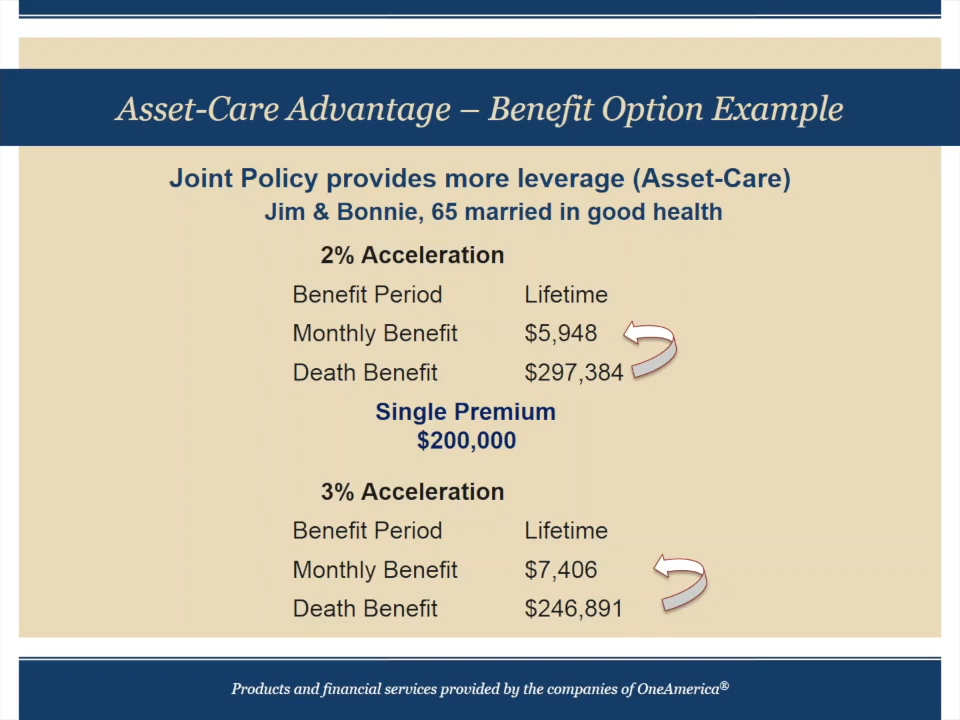 Asset-Care Advantage – Benefit Option Example
Joint Policy provides more leverage (Asset-Care)
Jim & Bonnie, 65 married in good health
2% Acceleration
Benefit Period Lifetime
Monthly Benefit $5,948
Death Benefit $297,384
Single Premium
$200,000
3% Acceleration
Benefit Period Lifetime
Monthly Benefit $7,406
Death Benefit $246,891
Products and financial services provided by the companies of OneAmerica®